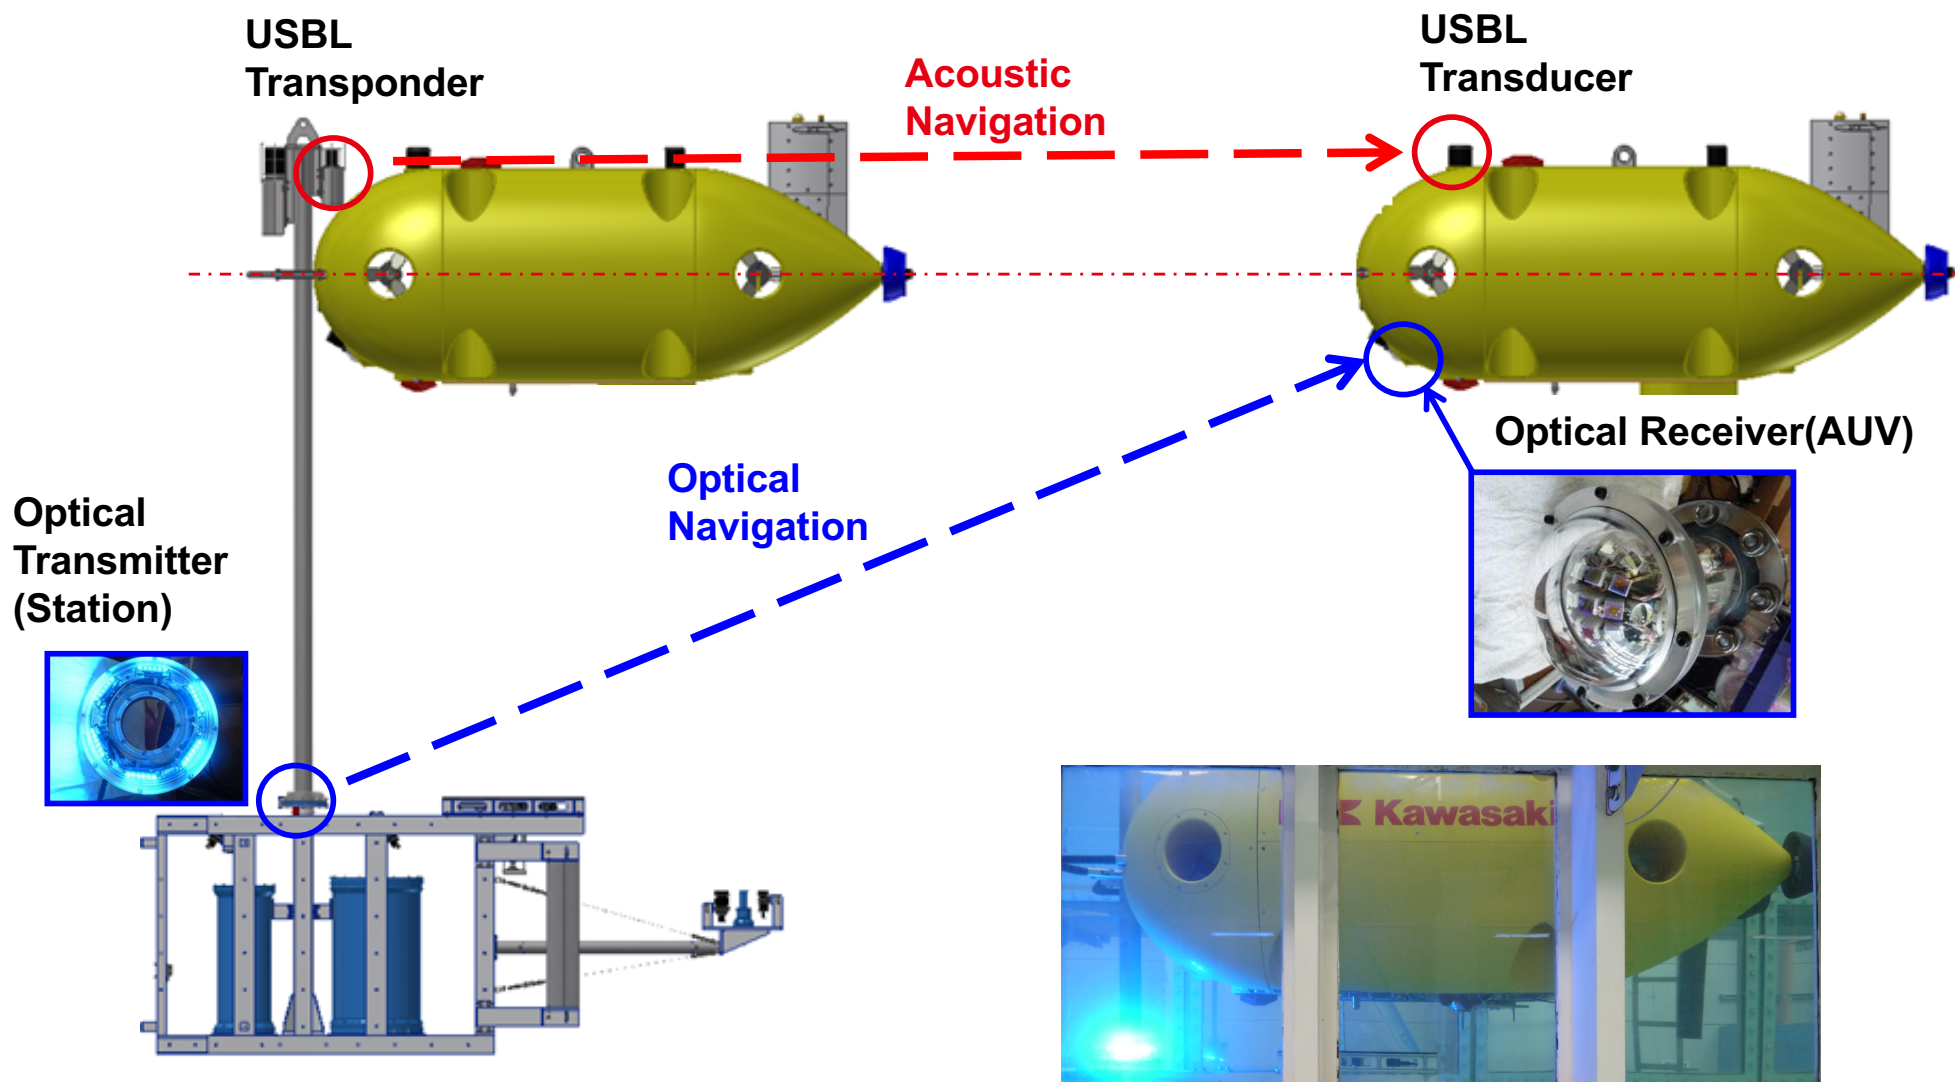 USBL
Transponder
Acoustic
Navigation
USBL
Transducer
Optical Receiver(AUV)
Optical
Navigation
Optical
Transmitter
(Station)
Kawasaki